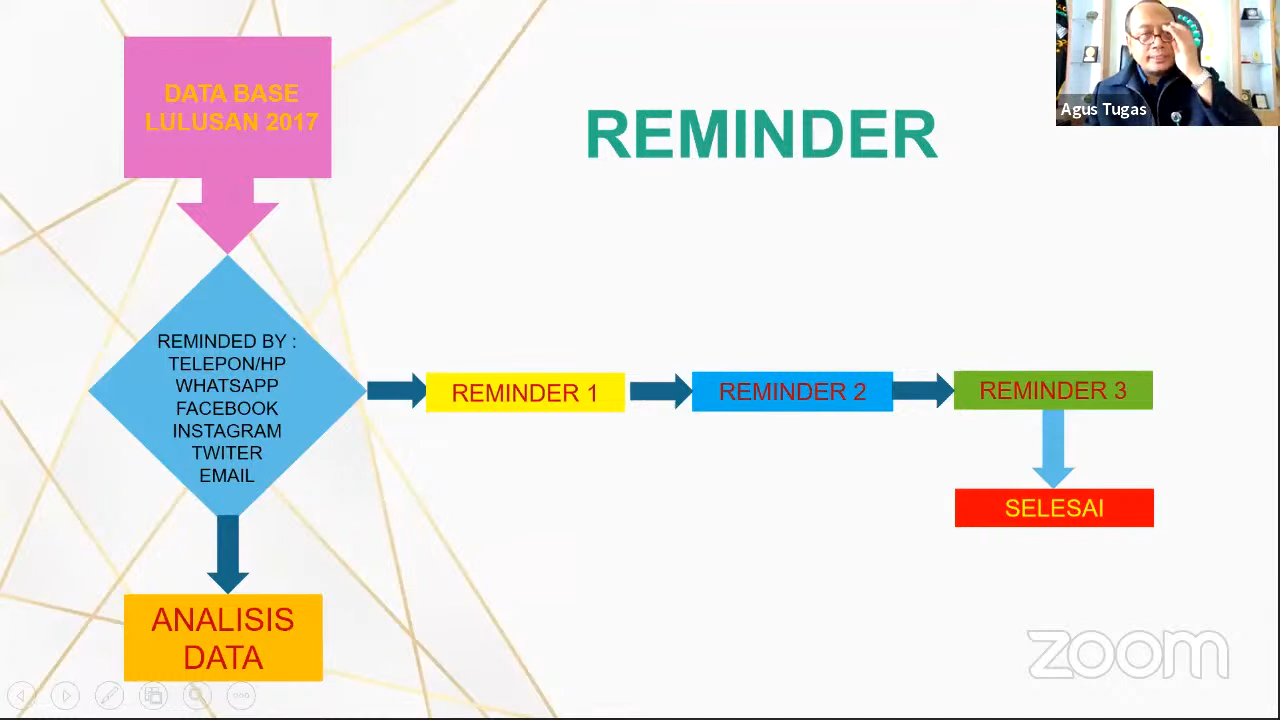 DATA BASE
LULUSAN 2017
REMINDER
Agus Tugas
REMINDED BY :
TELEPON/HP
WHATSAPP
FACEBOOK
INSTAGRAM
TWITER
EMAIL
REMINDER 1
REMINDER 2
REMINDER 3
SELESAI
ANALISIS
DATA
zoom